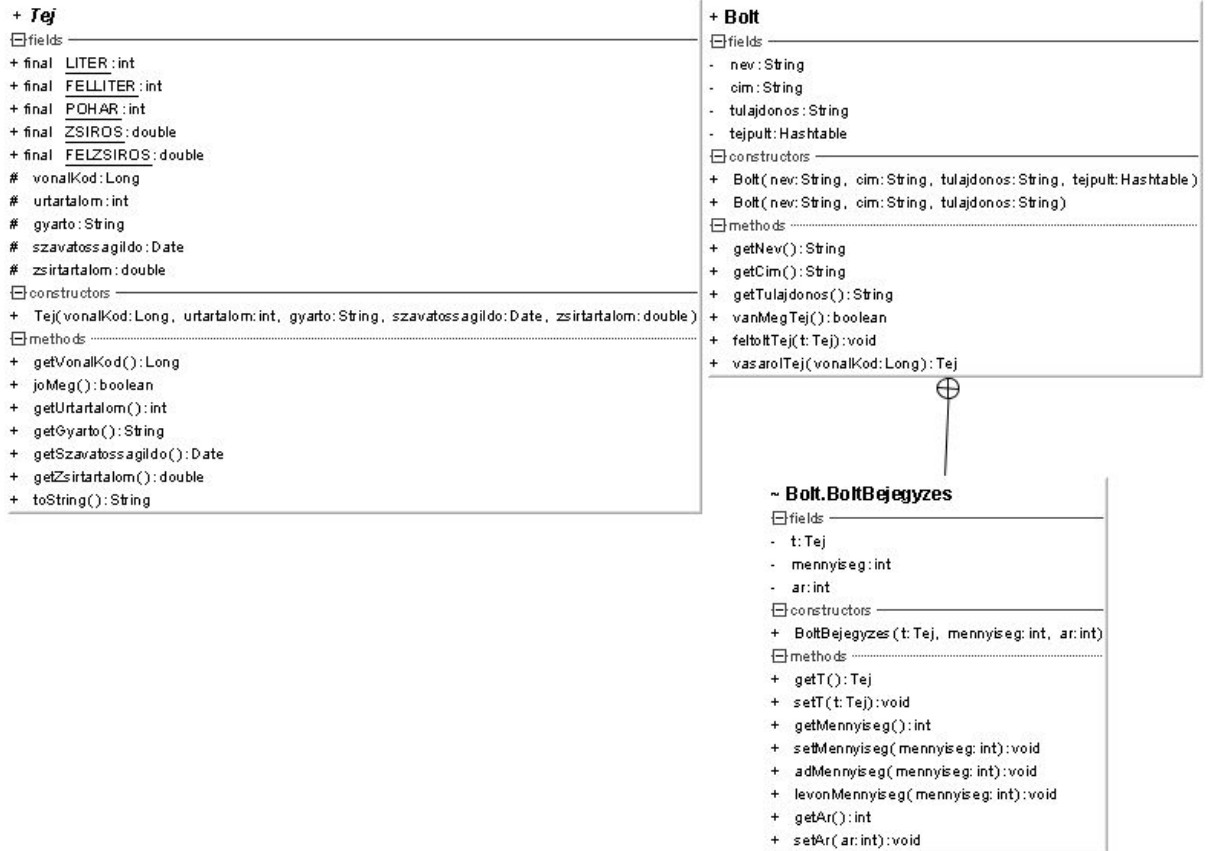 + Tej
fields
+ final LITER:int
+ final FELLITER:int
+ final POHAR:int
+ final ZSIROS:double
+ final FELZSIROS:double
# vonalKod:Long
# urtartalom:int
# gyarto:String
# szavatossagildo:Date
# zsirtartalom:double
constructors
+ Tej(vonalKod:Long, urtartalom:int, gyarto:String, szavatossagildo:Date, zsirtartalom:double)
methods
+ getVonalKod():Long
+ joMeg():boolean
+ getUrtartalom():int
+ getGyarto():String
+ getSzavatossagildo():Date
+ getZsirtartalom():double
+ toString():String
+ Bolt
fields
- nev:String
- cim:String
- tulajdonos:String
- tejpult:Hashtable
constructors
+ Bolt(nev:String, cim:String, tulajdonos:String, tejpult:Hashtable)
+ Bolt(nev:String, cim:String, tulajdonos:String)
methods
+ getNev():String
+ getCim():String
+ getTulajdonos():String
+ vanMegTej():boolean
+ feltoltTej(t:Tej):void
+ vasarolTej(vonalKod:Long):Tej
~ Bolt.BoltBejegyzes
fields
- t:Tej
- mennyiseg:int
- ar:int
constructors
+ BoltBejegyzes(t:Tej, mennyiseg:int, ar:int)
methods
+ getT():Tej
+ setT(t:Tej):void
+ getMennyiseg():int
+ setMennyiseg(mennyiseg:int):void
+ adMennyiseg(mennyiseg:int):void
+ levonMennyiseg(mennyiseg:int):void
+ getAr():int
+ setAr(ar:int):void